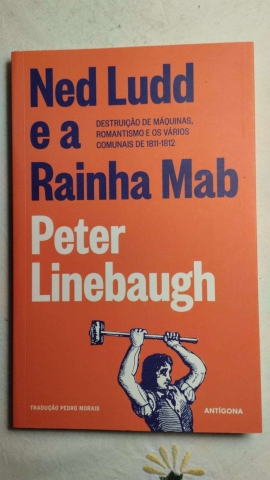 Ned Ludd
e a
DESTRUIÇÃO DE MÁQUINAS,
ROMANTISMO E OS VÁRIOS
COMUNAIS DE 1811-1812
Rainha Mab
Peter
Linebaugh
TRADUÇÃO PEDRO MORAIS
ANTÍGONA